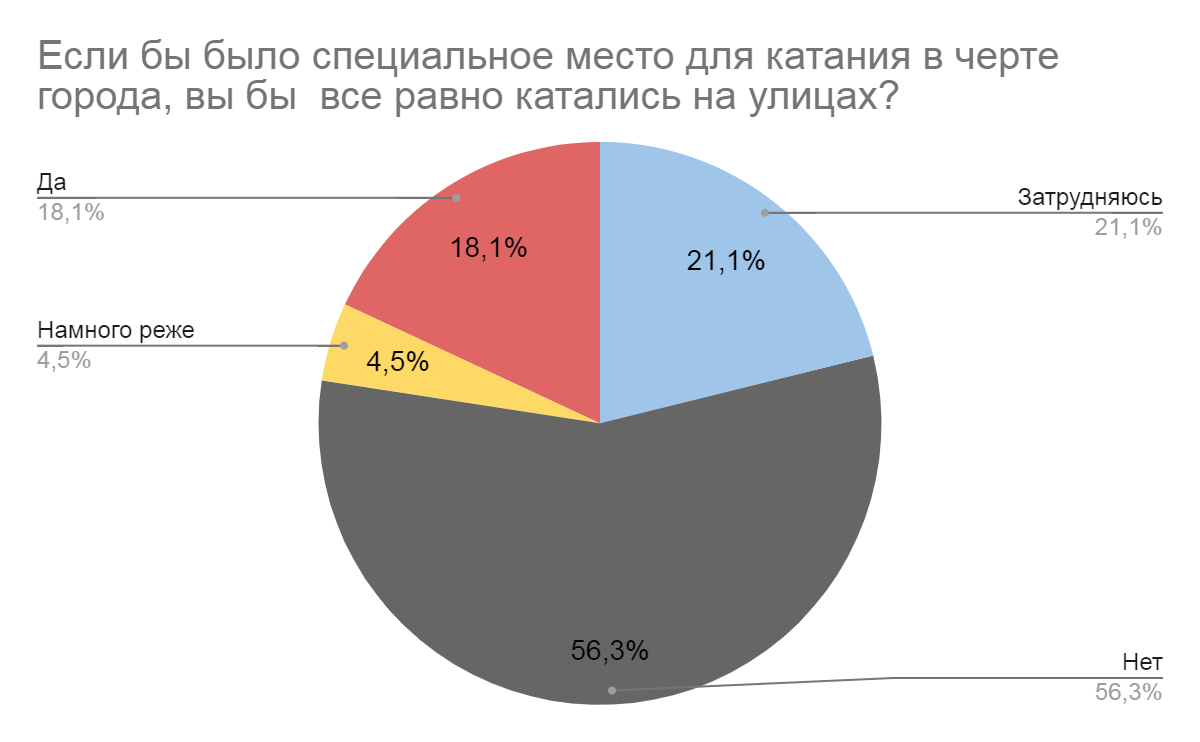 Если бы было специальное место для катания в черте
города, вы бы  все равно катались на улицах?
Да
18,1%
Затрудняюсь
21,1%
18,1%
21,1%
Намного реже
4,5%
4,5%
56,3%
Нет
56,3%